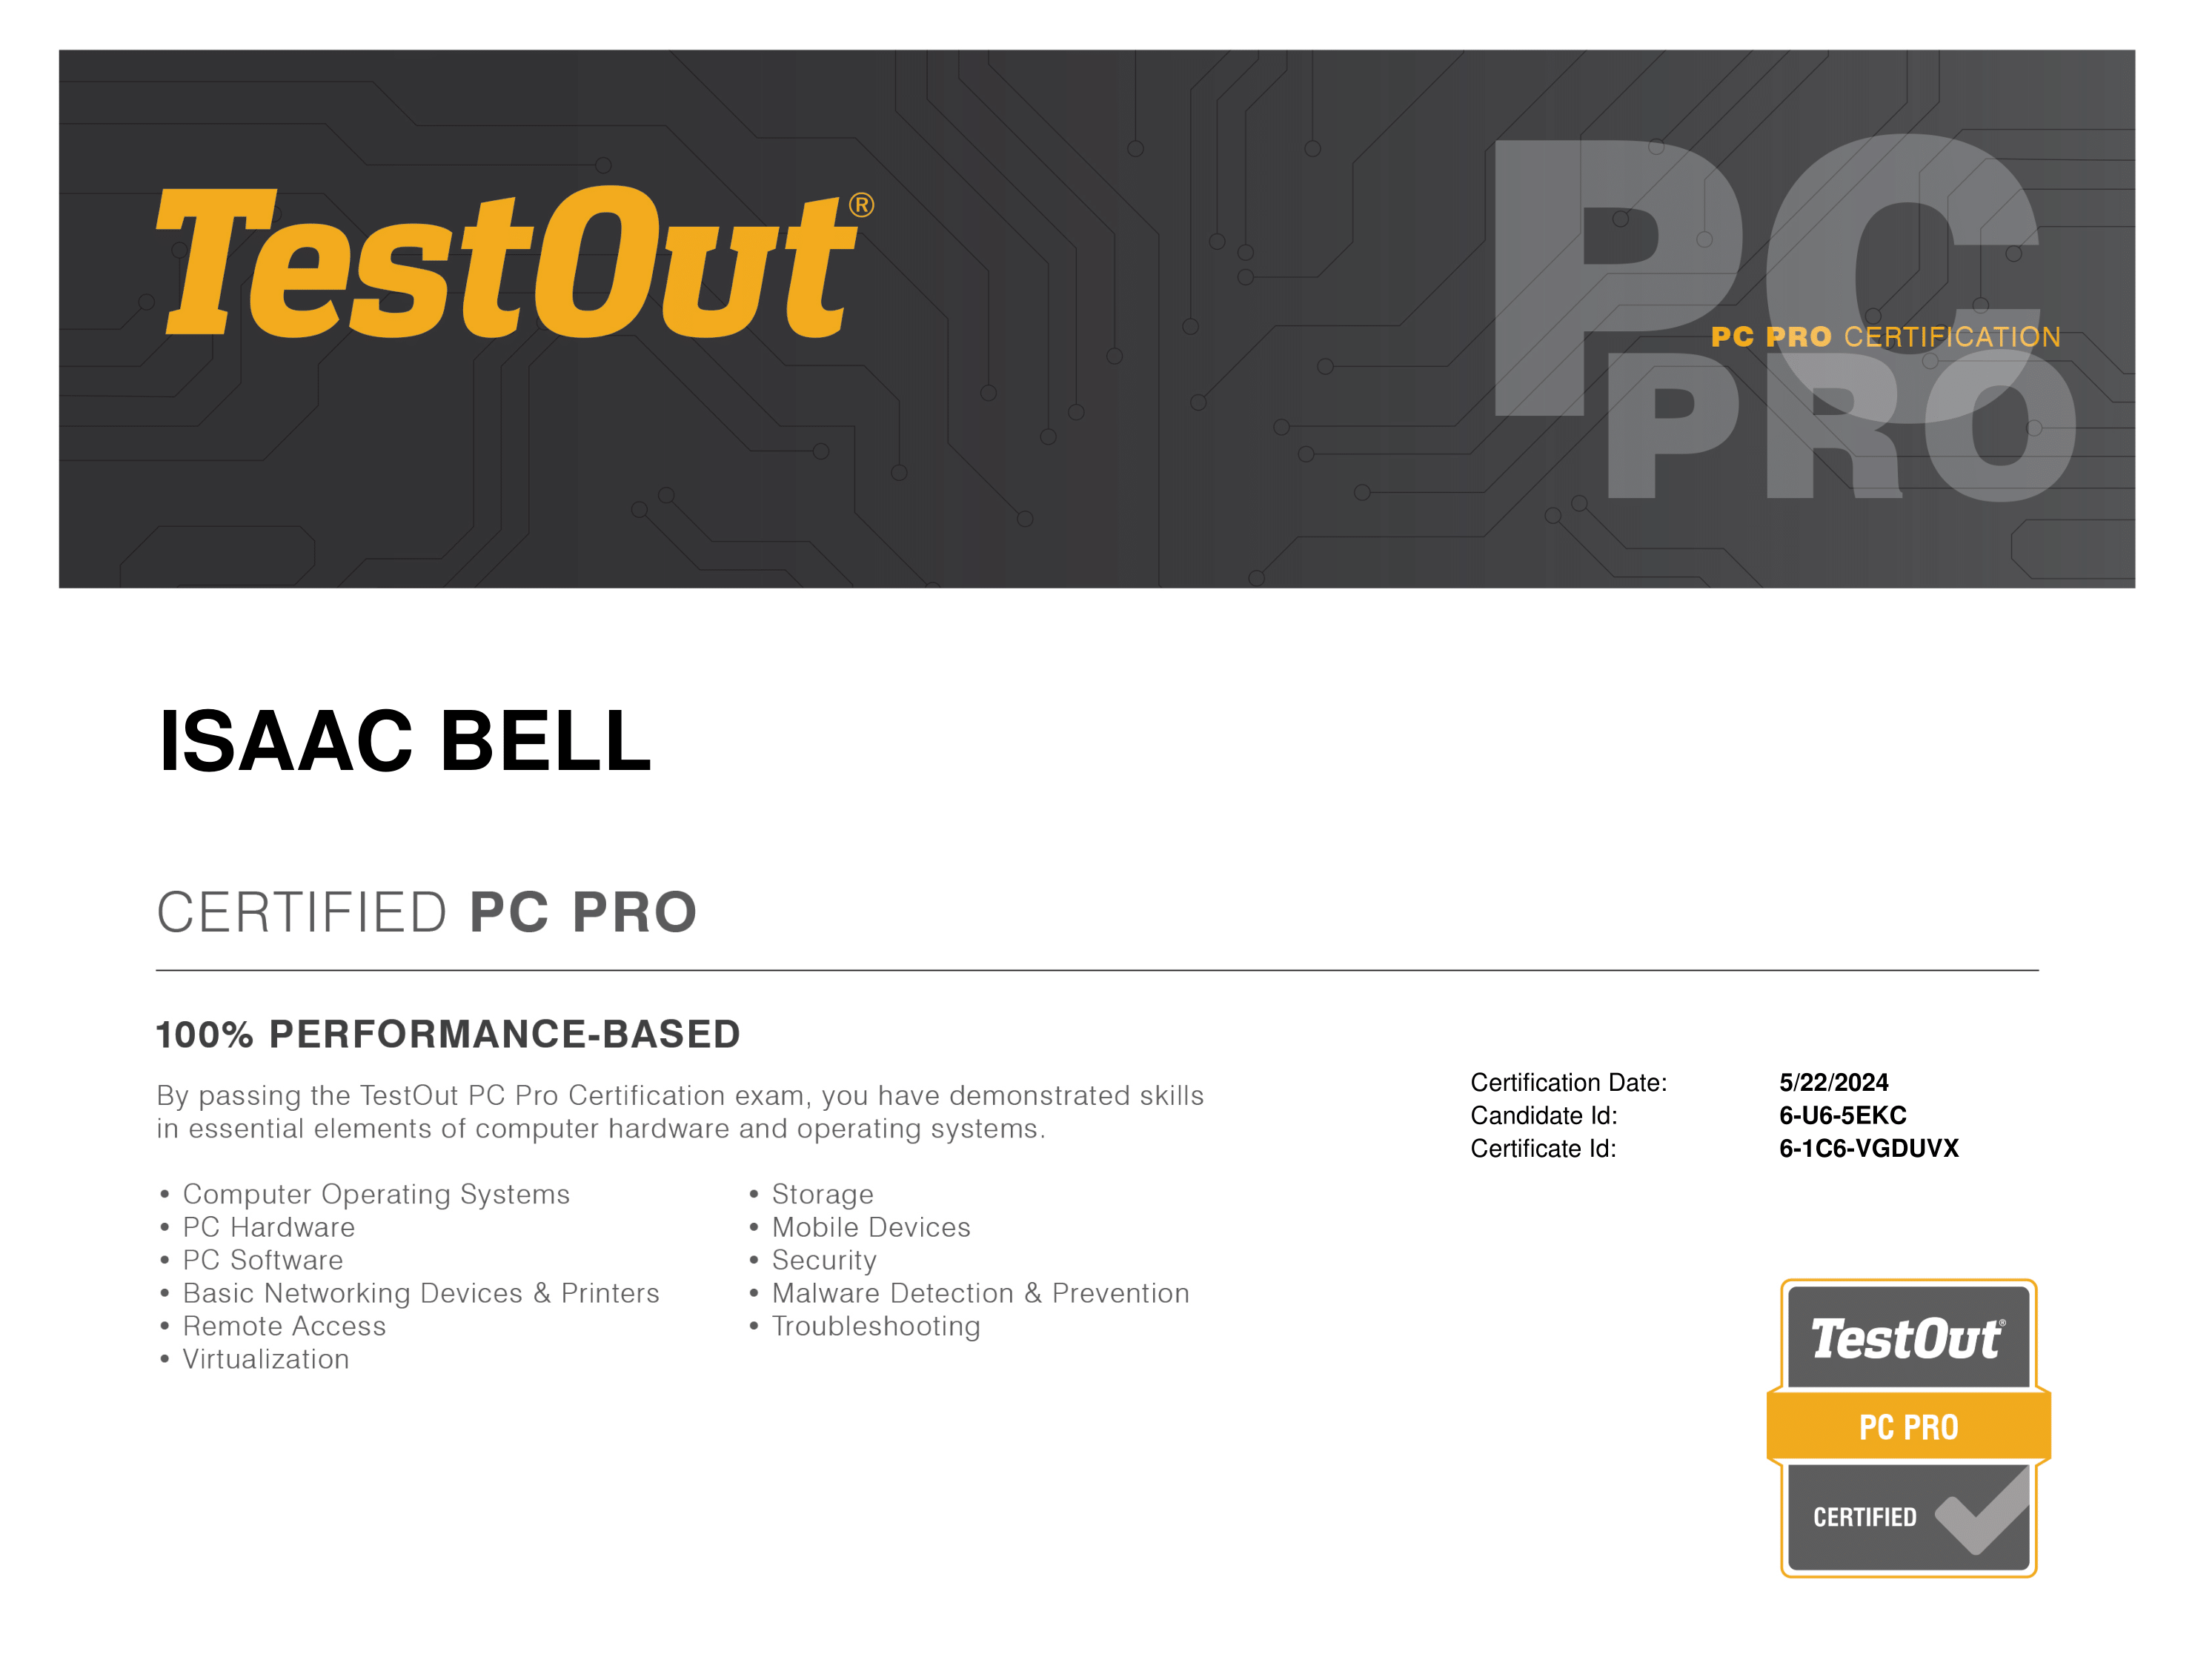 TestOut®
PC
PC PRO CERTIFICATION
PRO
ISAAC BELL
CERTIFIED PC PRO
100% PERFORMANCE-BASED
By passing the TestOut PC Pro Certification exam, you have demonstrated skills
in essential elements of computer hardware and operating systems.
• Computer Operating Systems
• PC Hardware
• PC Software
• Basic Networking Devices & Printers
• Remote Access
• Virtualization
• Storage
• Mobile Devices
• Security
• Malware Detection & Prevention
• Troubleshooting
Certification Date: 5/22/2024
Candidate Id: 6-U6-5EKC
Certificate Id: 6-1C6-VGDUVX
TestOut®
PC PRO
CERTIFIED